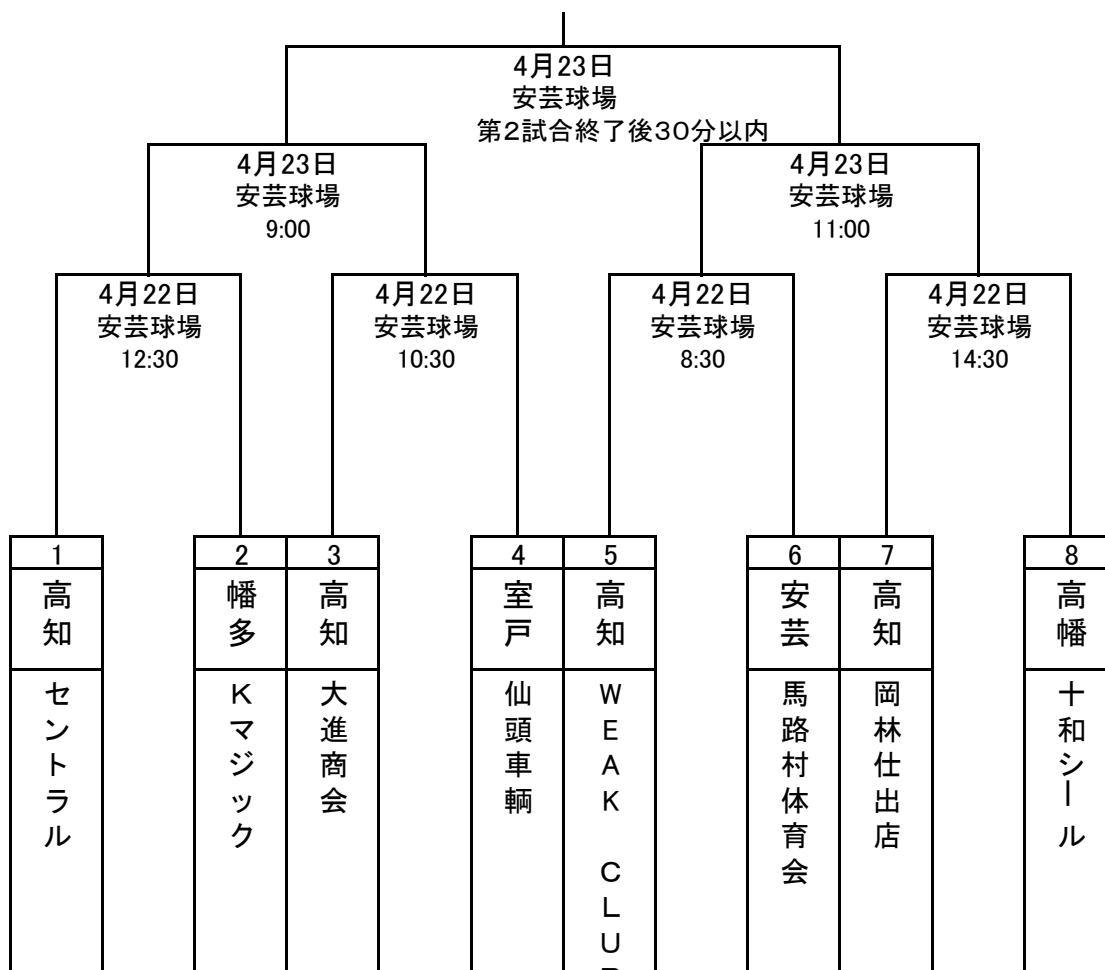 4月23日
安芸球場
第2試合終了後30分以内
4月23日
安芸球場
9:00
4月23日
安芸球場
11:00
4月22日
安芸球場
12:30
4月22日
安芸球場
10:30
4月22日
安芸球場
8:30
4月22日
安芸球場
14:30
1
2
3
4
5
6
7
8
高知
幡多
高知
室戸
高知
安芸
高知
高幡
セントラル
Kマジック
大進商会
仙頭車輌
WEAK CLU
馬路村体育会
岡林仕出店
十和シール